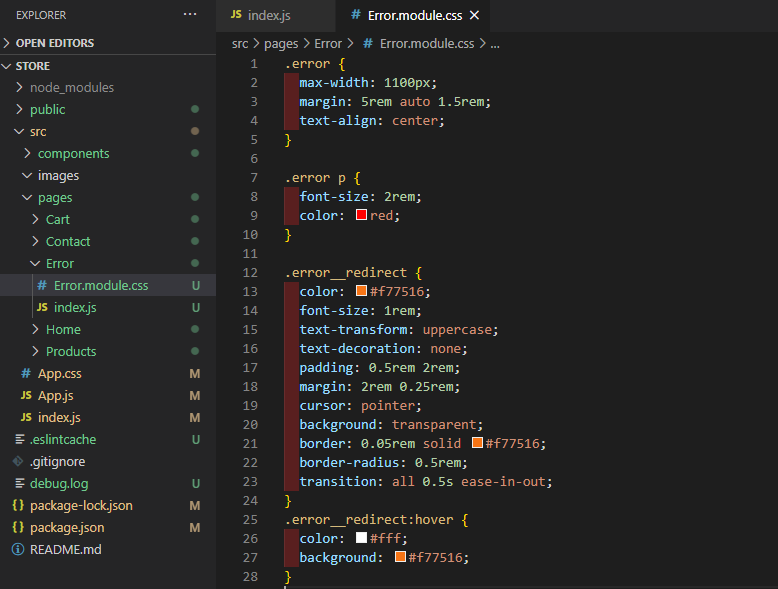 EXPLORER ...
OPEN EDITORS
STORE
node_modules
public
src
components
images
pages
Cart
Contact
Error
# Error.module.css U
JS index.js U
Home
Products
# App.css M
JS App.js M
JS index.js M
.eslintcache U
.gitignore
debug.log U
{} package-lock.json M
{} package.json M
README.md
JS index.js # Error.module.css ×
src > pages > Error > # Error.module.css > ...
1 .error {
2 max-width: 1100px;
3 margin: 5rem auto 1.5rem;
4 text-align: center;
5 }
6
7 .error p {
8 font-size: 2rem;
9 color: red;
10 }
11
12 .error__redirect {
13 color: #f77516;
14 font-size: 1rem;
15 text-transform: uppercase;
16 text-decoration: none;
17 padding: 0.5rem 2rem;
18 margin: 2rem 0.25rem;
19 cursor: pointer;
20 background: transparent;
21 border: 0.05rem solid #f77516;
22 border-radius: 0.5rem;
23 transition: all 0.5s ease-in-out;
24 }
25 .error__redirect:hover {
26 color: #fff;
27 background: #f77516;
28 }